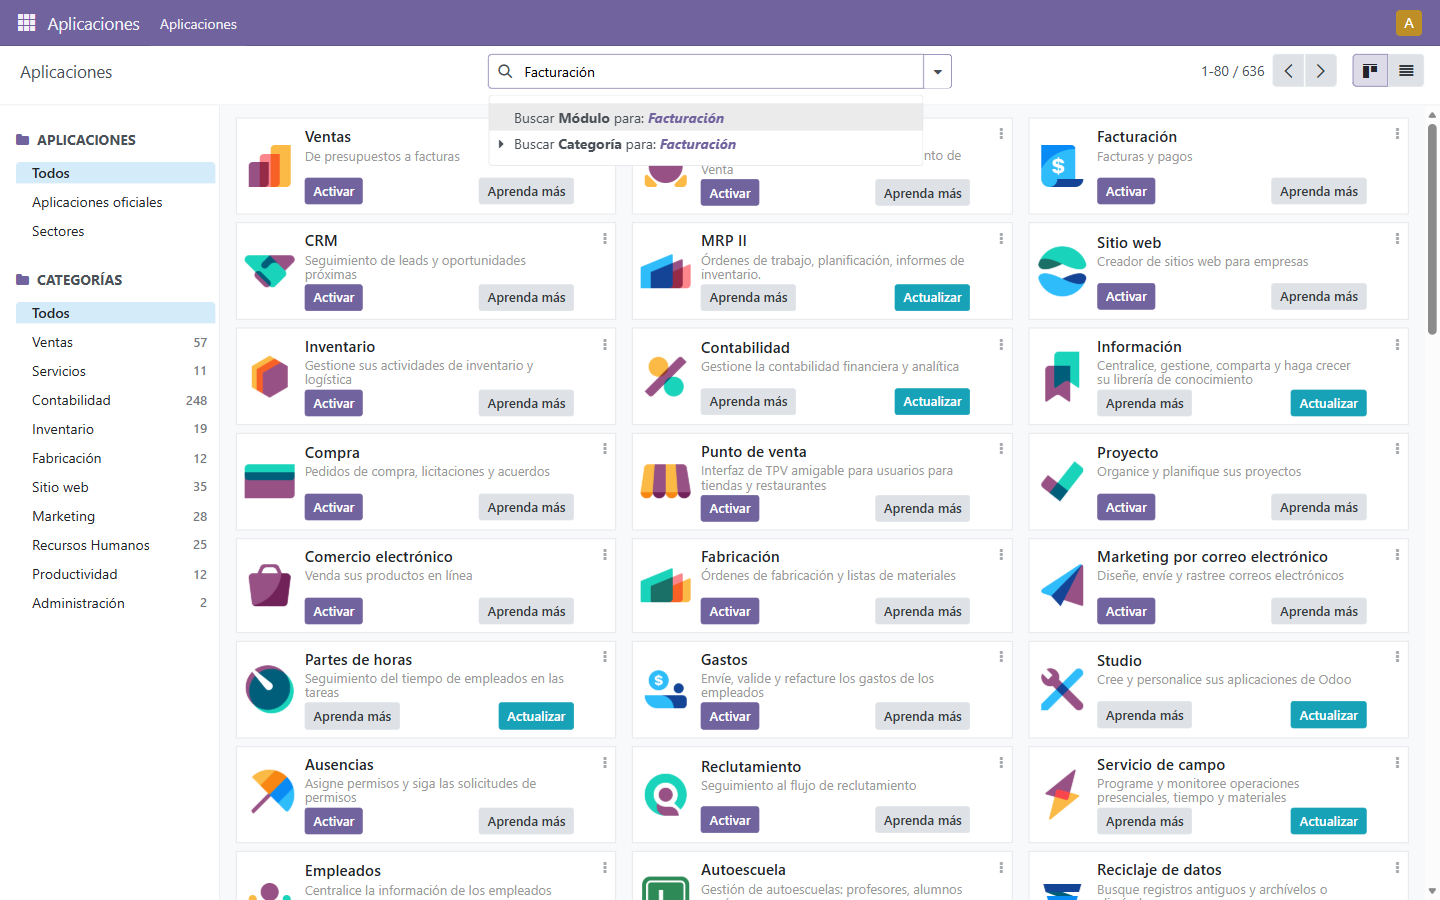 Aplicaciones Aplicaciones A
Aplicaciones
Facturación
1-80 / 636
Buscar Módulo para: Facturación
Buscar Categoría para: Facturación
APLICACIONES
Todos
Aplicaciones oficiales
Sectores
CATEGORÍAS
Todos
Ventas 57
Servicios 11
Contabilidad 248
Inventario 19
Fabricación 12
Sitio web 35
Marketing 28
Recursos Humanos 25
Productividad 12
Administración 2
Ventas
De presupuestos a facturas
Activar Aprenda más
nto de
Venta
Activar Aprenda más
Facturación
Facturas y pagos
Activar Aprenda más
CRM
Seguimiento de leads y oportunidades
próximas
Activar Aprenda más
MRP II
Órdenes de trabajo, planificación, informes de
inventario.
Aprenda más Actualizar
Sitio web
Creador de sitios web para empresas
Activar Aprenda más
Inventario
Gestione sus actividades de inventario y
logística
Activar Aprenda más
Contabilidad
Gestione la contabilidad financiera y analítica
Aprenda más Actualizar
Información
Centralice, gestione, comparta y haga crecer
su librería de conocimiento
Aprenda más Actualizar
Compra
Pedidos de compra, licitaciones y acuerdos
Activar Aprenda más
Punto de venta
Interfaz de TPV amigable para usuarios para
tiendas y restaurantes
Activar Aprenda más
Proyecto
Organice y planifique sus proyectos
Activar Aprenda más
Comercio electrónico
Venda sus productos en línea
Activar Aprenda más
Fabricación
Órdenes de fabricación y listas de materiales
Activar Aprenda más
Marketing por correo electrónico
Diseñe, envíe y rastree correos electrónicos
Activar Aprenda más
Partes de horas
Seguimiento del tiempo de empleados en las
tareas
Aprenda más Actualizar
Gastos
Envíe, valide y refacture los gastos de los
empleados
Activar Aprenda más
Studio
Cree y personalice sus aplicaciones de Odoo
Aprenda más Actualizar
Ausencias
Asigne permisos y siga las solicitudes de
permisos
Activar Aprenda más
Reclutamiento
Seguimiento al flujo de reclutamiento
Activar Aprenda más
Servicio de campo
Programe y monitoree operaciones
presenciales, tiempo y materiales
Aprenda más Actualizar
Empleados
Centralice la información de los empleados
Autoescuela
Gestión de autoescuelas: profesores, alumnos
Reciclaje de datos
Busque registros antiguos y archívelos o